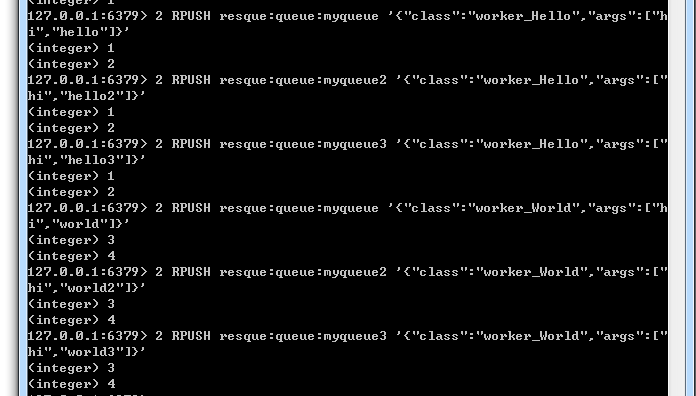 (integer) 1
127.0.0.1:6379> 2 RPUSH resque:queue:myqueue '{"class":"worker_Hello","args":["h
i","hello"]}'
(integer) 1
(integer) 2
127.0.0.1:6379> 2 RPUSH resque:queue:myqueue2 '{"class":"worker_Hello","args":["
hi","hello2"]}'
(integer) 1
(integer) 2
127.0.0.1:6379> 2 RPUSH resque:queue:myqueue3 '{"class":"worker_Hello","args":["
hi","hello3"]}'
(integer) 1
(integer) 2
127.0.0.1:6379> 2 RPUSH resque:queue:myqueue '{"class":"worker_World","args":["h
i","world"]}'
(integer) 3
(integer) 4
127.0.0.1:6379> 2 RPUSH resque:queue:myqueue2 '{"class":"worker_World","args":["
hi","world2"]}'
(integer) 3
(integer) 4
127.0.0.1:6379> 2 RPUSH resque:queue:myqueue3 '{"class":"worker_World","args":["
hi","world3"]}'
(integer) 3
(integer) 4